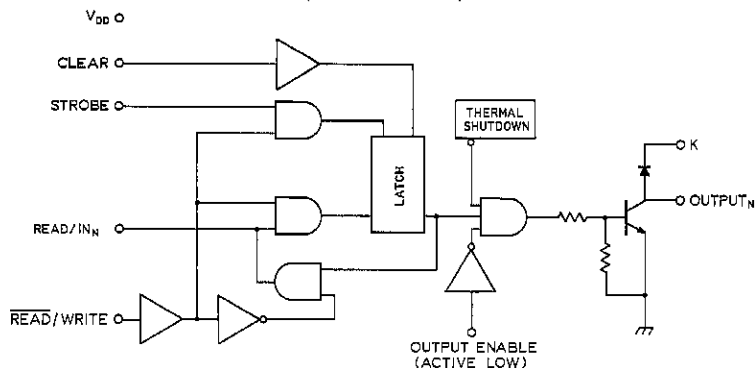 V_DD
CLEAR
STROBE
THERMAL
SHUTDOWN
K
LATCH
OUTPUT_N
READ/IN_N
READ/WRITE
OUTPUT ENABLE
(ACTIVE LOW)